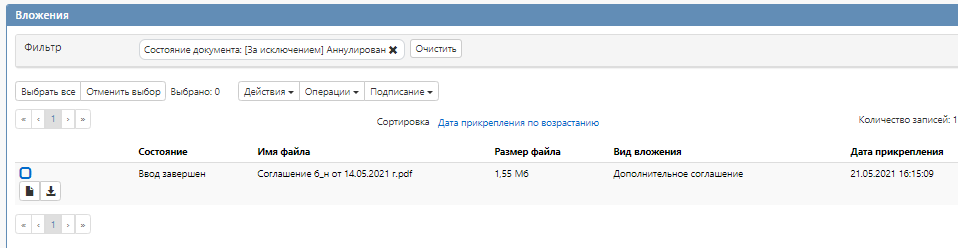 Вложения
Фильтр Состояние документа: [За исключением] Аннулирован ✖ Очистить
Выбрать все Отменить выбор Выбрано: 0 Действия Операции Подписание
« ‹ 1 › » Сортировка Дата прикрепления по возрастанию Количество записей: 1
Состояние Имя файла Размер файла Вид вложения Дата прикрепления
Ввод завершен Соглашение б_н от 14.05.2021 г.pdf 1,55 Мб Дополнительное соглашение 21.05.2021 16:15:09
« ‹ 1 › »